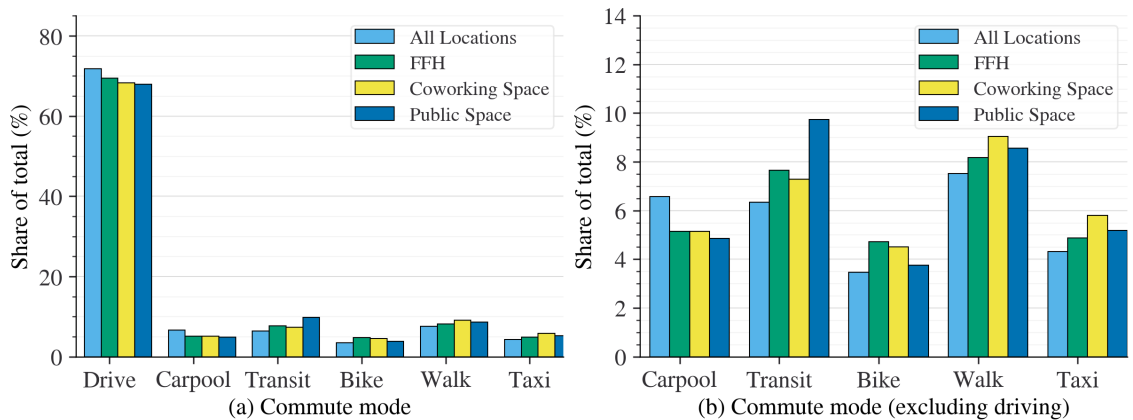 Share of total (%)
80
60
40
20
0
All Locations
FFH
Coworking Space
Public Space
Drive Carpool Transit Bike Walk Taxi
(a) Commute mode
Share of total (%)
14
12
10
8
6
4
2
0
All Locations
FFH
Coworking Space
Public Space
Carpool Transit Bike Walk Taxi
(b) Commute mode (excluding driving)